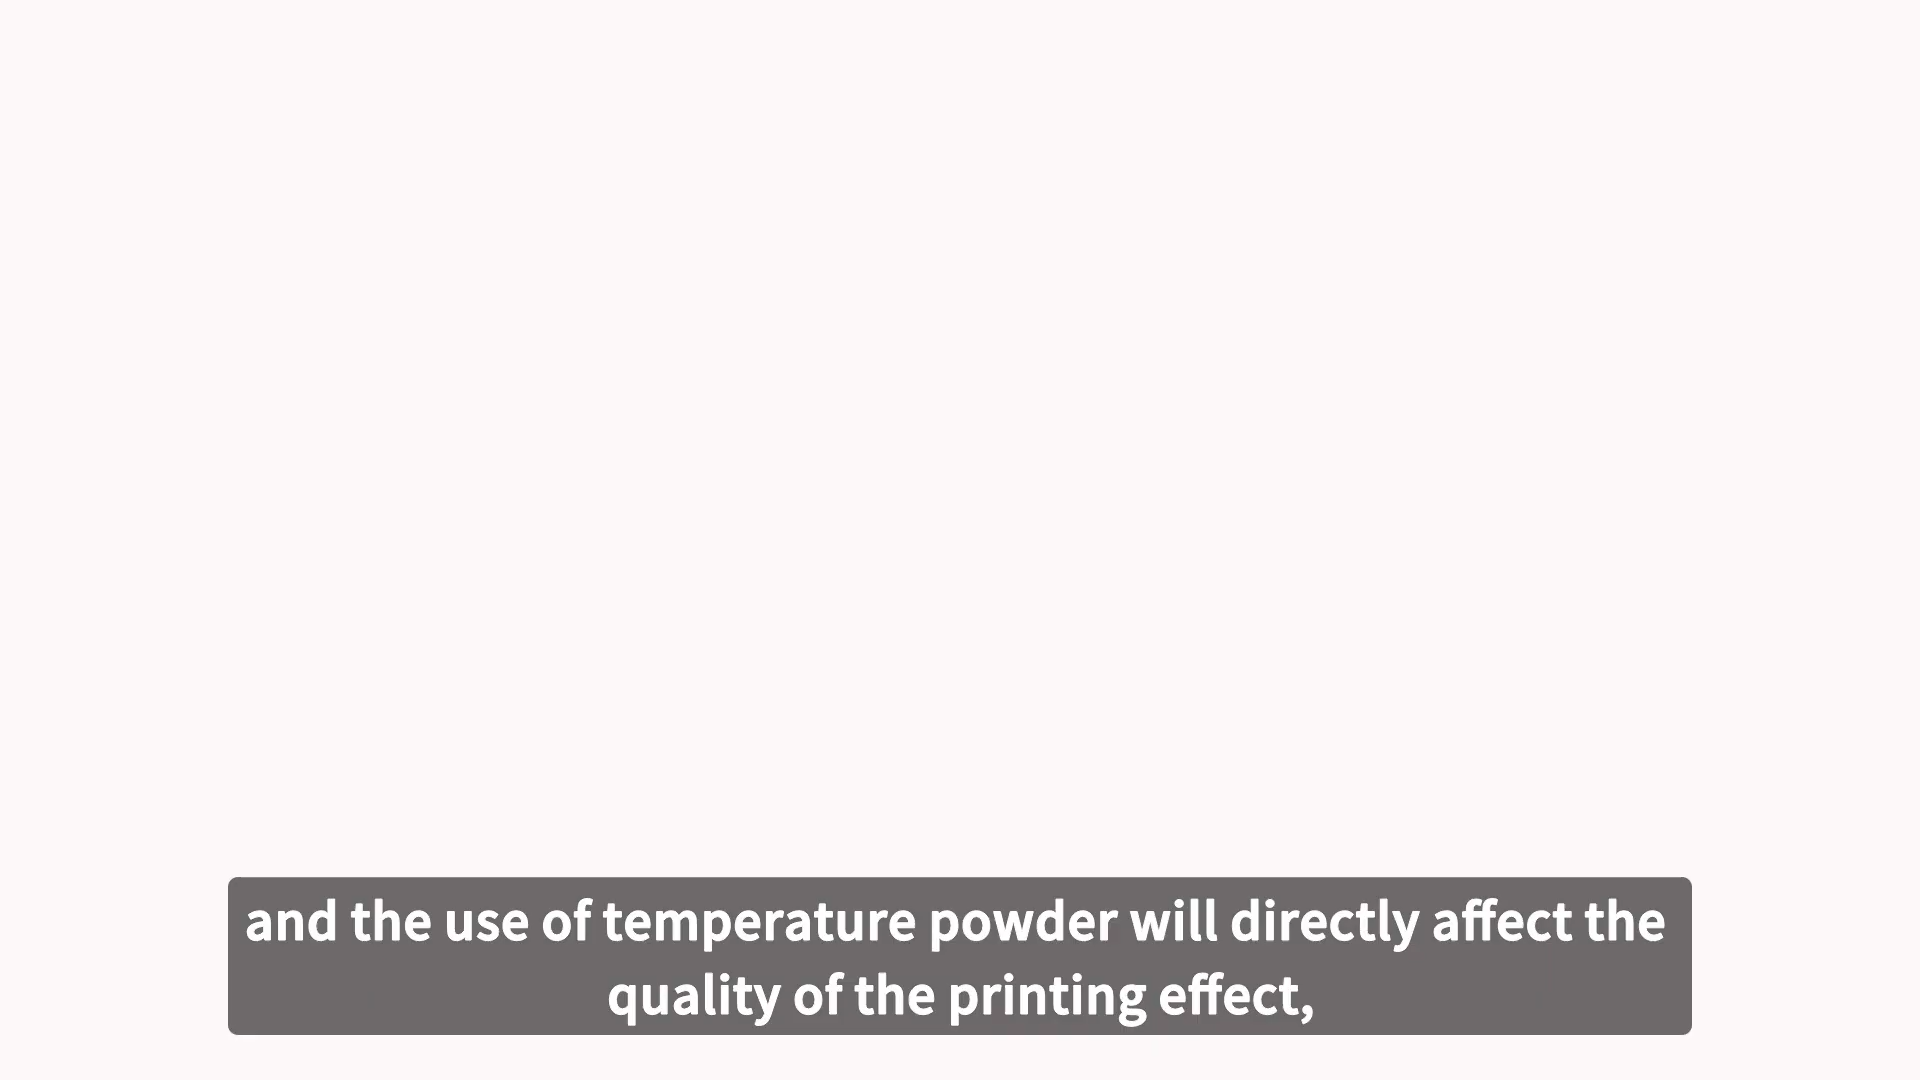 and the use of temperature powder will directly affect the
quality of the printing effect,